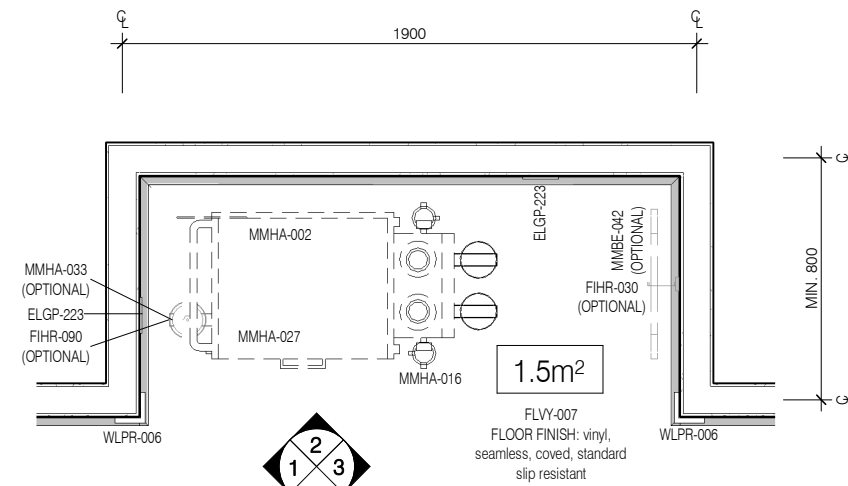 ℄
℄
1900
MMHA-002
ELGP-223
MMBE-042
(OPTIONAL)
MMHA-033
(OPTIONAL)
ELGP-223
FIHR-090
(OPTIONAL)
FIHR-030
(OPTIONAL)
MIN. 800
MMHA-027
MMHA-016
1.5m²
℄
℄
WLPR-006
FLVY-007
FLOOR FINISH: vinyl,
seamless, coved, standard
slip resistant
WLPR-006
2
1 3